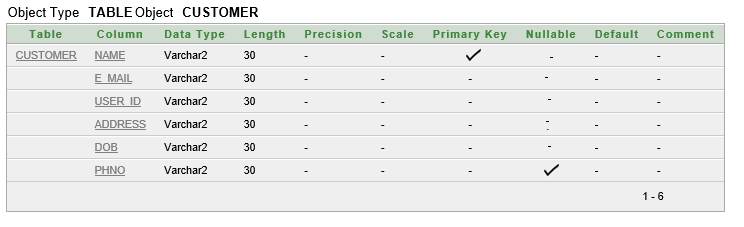 Object Type TABLE Object CUSTOMER
Table Column Data Type Length Precision Scale Primary Key Nullable Default Comment
CUSTOMER NAME Varchar2 30 - - ✓ - - -
E_MAIL Varchar2 30 - - - - -
USER_ID Varchar2 30 - - - - -
ADDRESS Varchar2 30 - - - - -
DOB Varchar2 30 - - - - -
PHNO Varchar2 30 - - ✓ - -
1 - 6